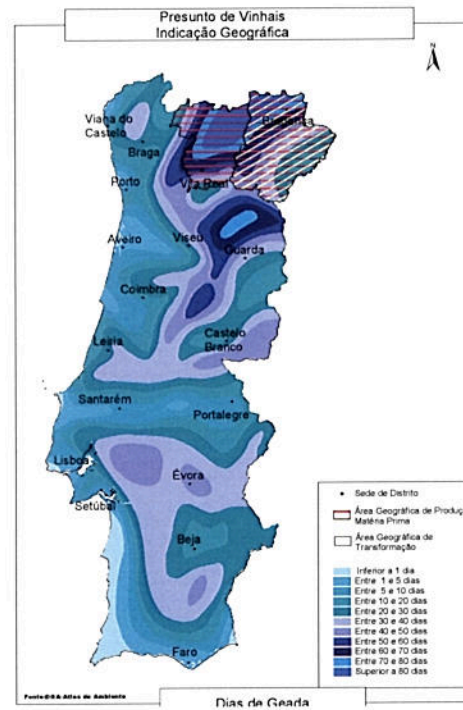 Presunto de Vinhais
Indicação Geográfica
N
Viana do
Castelo
Bragança
Braga
Vila Real
Porto
Aveiro
Viseu
Guarda
Coimbra
Castelo
Branco
Leiria
Santarém
Portalegre
Lisboa
Évora
Setúbal
Beja
Faro
Sede de Distrito
Área Geográfica de Produç
Matéria Prima
Área Geográfica de
Transformação
Inferior a 1 dia
Entre 1 e 5 dias
Entre 5 e 10 dias
Entre 10 e 20 dias
Entre 20 e 30 dias
Entre 30 e 40 dias
Entre 40 e 50 dias
Entre 50 e 60 dias
Entre 60 e 70 dias
Entre 70 e 80 dias
Superior a 80 dias
Atlas do Ambiente
Dias de Geada